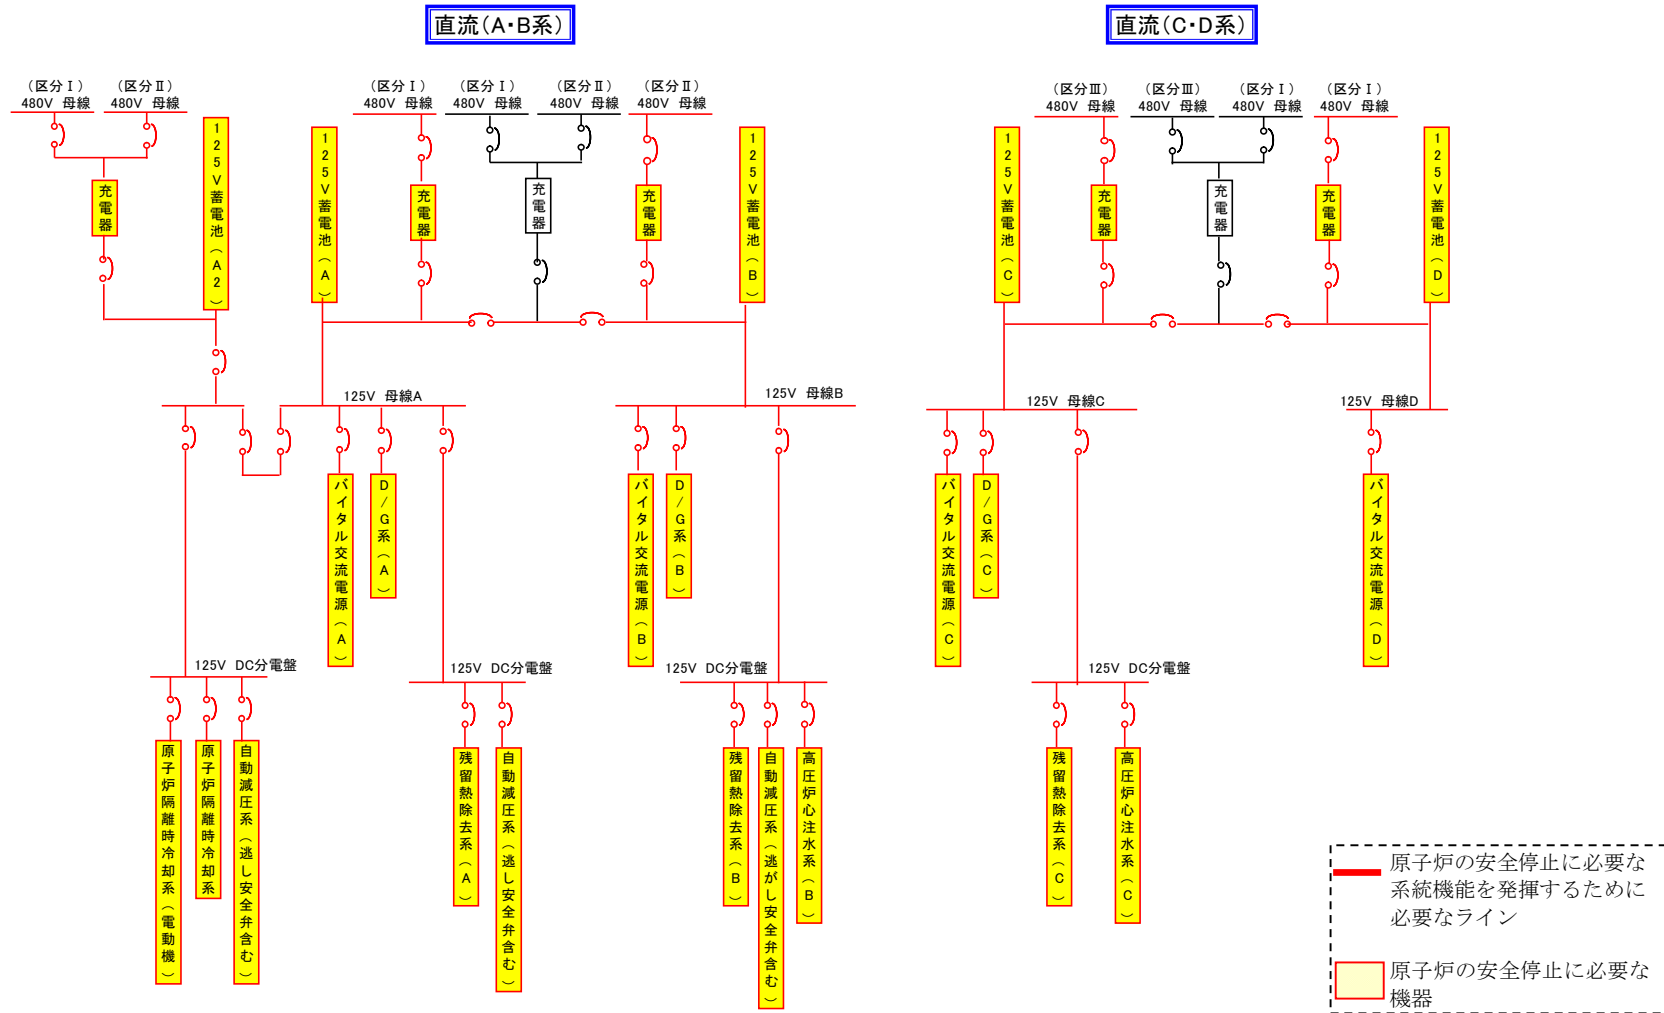 直流(A・B系)
直流(C・D系)
(区分Ⅰ)
480V 母線
(区分Ⅱ)
480V 母線
(区分Ⅰ)
480V 母線
(区分Ⅰ)
480V 母線
(区分Ⅱ)
480V 母線
(区分Ⅱ)
480V 母線
(区分Ⅲ)
480V 母線
(区分Ⅲ)
480V 母線
(区分Ⅰ)
480V 母線
(区分Ⅰ)
480V 母線
充電器
125V蓄電池(A2)
125V蓄電池(A)
充電器
充電器
充電器
125V蓄電池(B)
125V蓄電池(C)
充電器
充電器
充電器
125V蓄電池(D)
125V 母線A
125V 母線B
125V 母線C
125V 母線D
バイタル交流電源(A)
D/G系(A)
バイタル交流電源(B)
D/G系(B)
バイタル交流電源(C)
D/G系(C)
バイタル交流電源(D)
125V DC分電盤
125V DC分電盤
125V DC分電盤
125V DC分電盤
原子炉隔離時冷却系(電動機)
原子炉隔離時冷却系
自動減圧系(逃し安全弁含む)
残留熱除去系(A)
自動減圧系(逃し安全弁含む)
残留熱除去系(B)
自動減圧系(逃がし安全弁含む)
高圧炉心注水系(B)
残留熱除去系(C)
高圧炉心注水系(C)
原子炉の安全停止に必要な
系統機能を発揮するために
必要なライン
原子炉の安全停止に必要な
機器